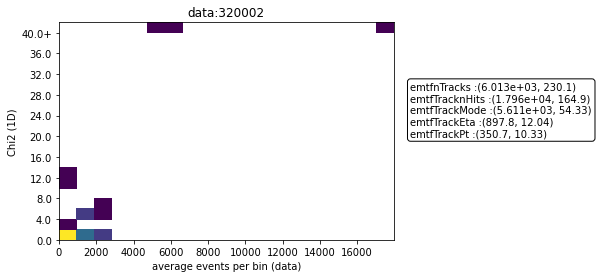 data:320002
Chi2 (1D)
40.0+
36.0
32.0
28.0
24.0
20.0
16.0
12.0
8.0
4.0
0.0
0 2000 4000 6000 8000 10000 12000 14000 16000
average events per bin (data)
emtfnTracks :(6.013e+03, 230.1)
emtfTracknHits :(1.796e+04, 164.9)
emtfTrackMode :(5.611e+03, 54.33)
emtfTrackEta :(897.8, 12.04)
emtfTrackPt :(350.7, 10.33)